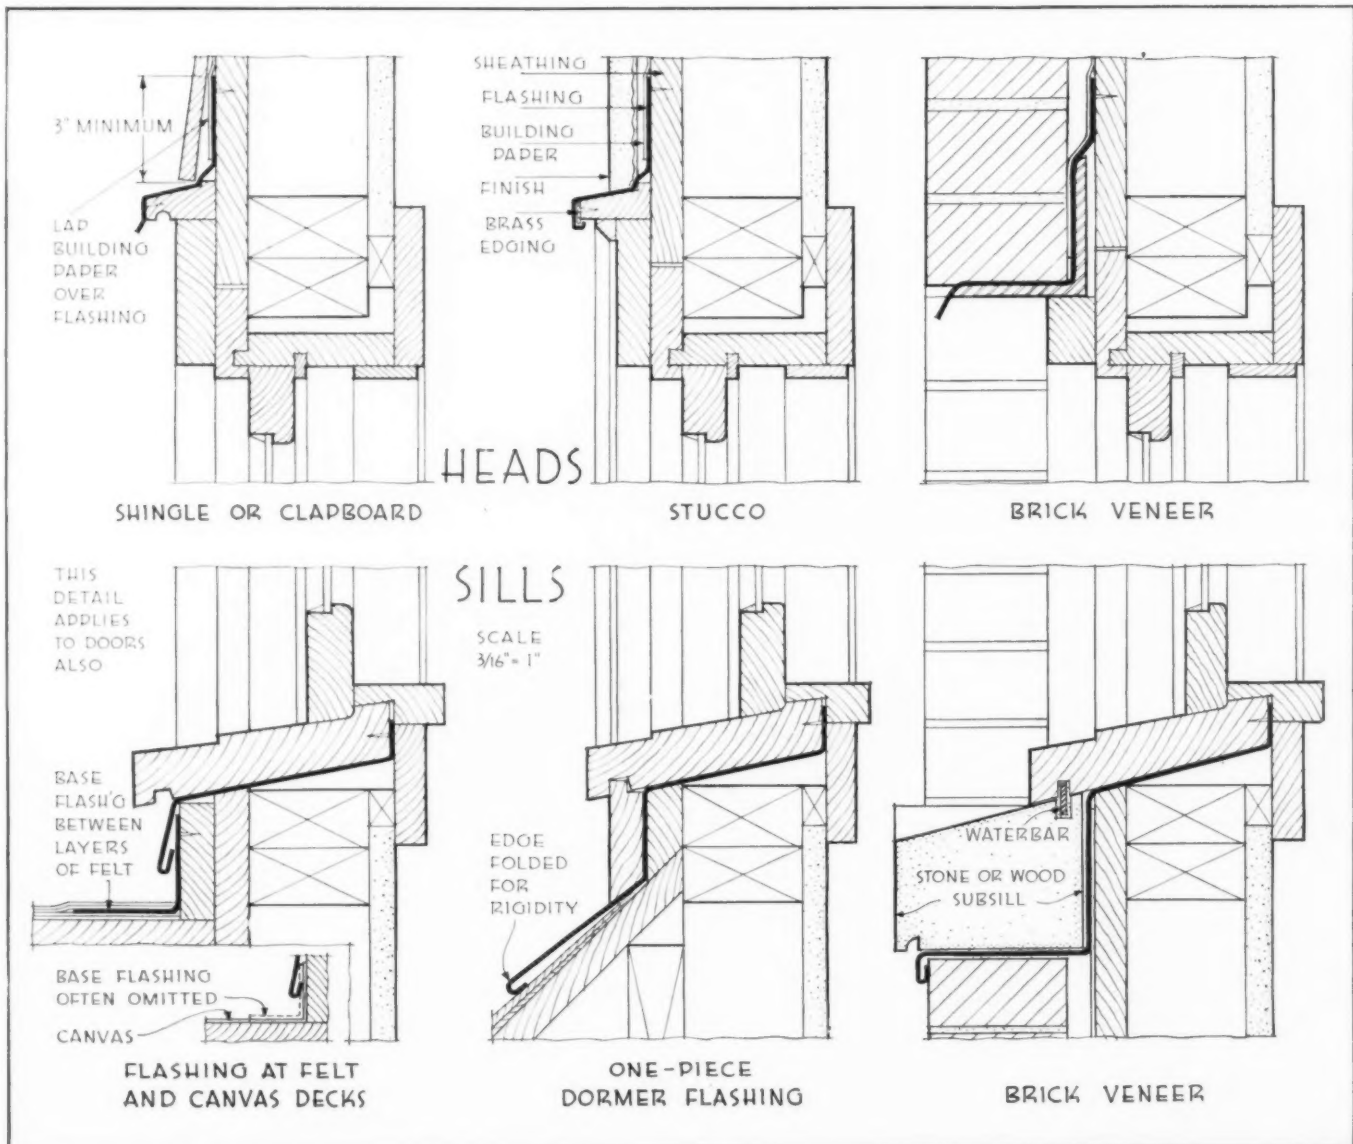 3" MINIMUM
LAP
BUILDING
PAPER
OVER
FLASHING
SHEATHING
FLASHING
BUILDING
PAPER
FINISH
BRASS
EDGING
HEADS
SHINGLE OR CLAPBOARD
STUCCO
BRICK VENEER
THIS
DETAIL
APPLIES
TO DOORS
ALSO
SILLS
SCALE
3/16" = 1"
BASE
FLASH'G
BETWEEN
LAYERS
OF FELT
EDGE
FOLDED
FOR
RIGIDITY
WATERBAR
STONE OR WOOD
SUBSILL
BASE FLASHING
OFTEN OMITTED
CANVAS
FLASHING AT FELT
AND CANVAS DECKS
ONE-PIECE
DORMER FLASHING
BRICK VENEER